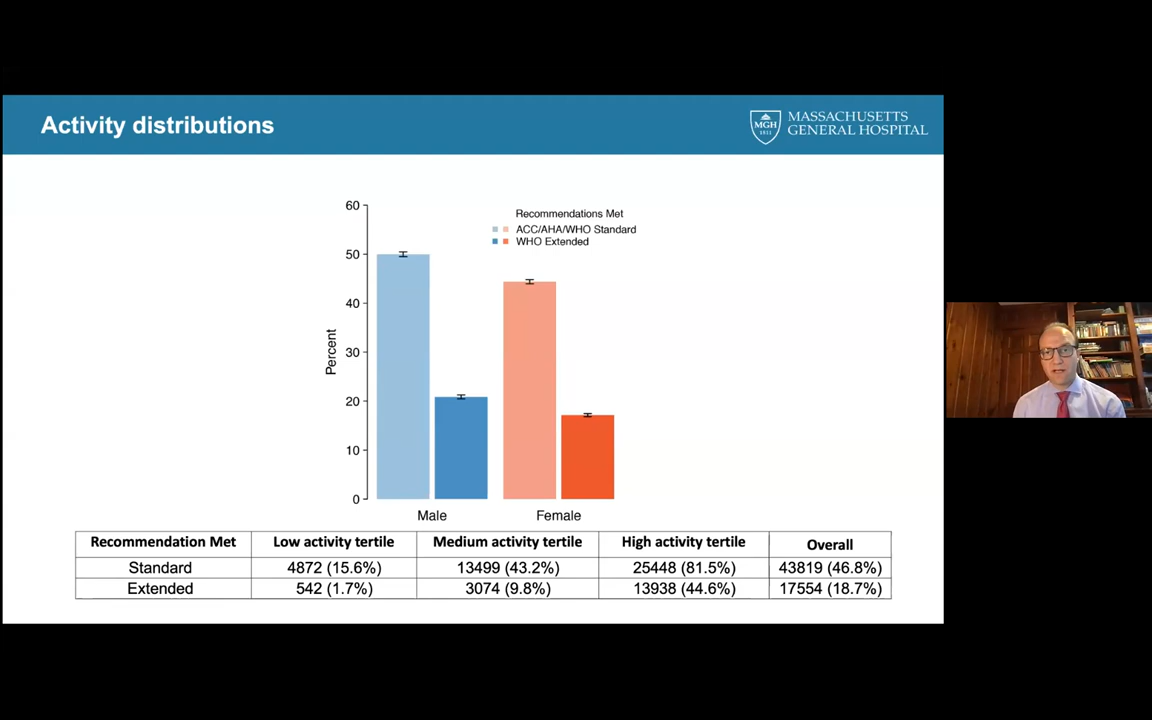 Activity distributions
MASSACHUSETTS
GENERAL HOSPITAL
MGH
1811
60
50
40
30
20
10
0
Percent
Recommendations Met
ACC/AHA/WHO Standard
WHO Extended
Male
Female
Recommendation Met Low activity tertile Medium activity tertile High activity tertile Overall
Standard 4872 (15.6%) 13499 (43.2%) 25448 (81.5%) 43819 (46.8%)
Extended 542 (1.7%) 3074 (9.8%) 13938 (44.6%) 17554 (18.7%)